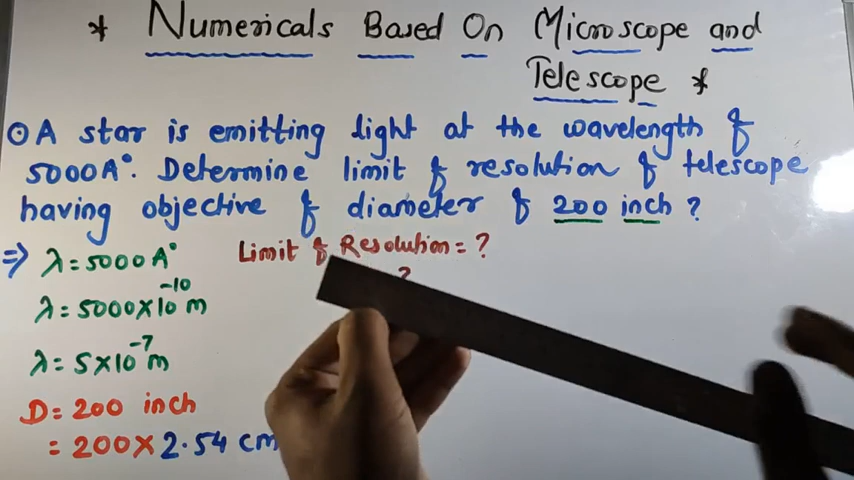 * Numericals Based On Microscope and
Telescope *
⊙ A star is emitting light at the wavelength of
5000A°. Determine limit of resolution of telescope
having objective of diameter of 200 inch ?
⇒ λ = 5000 A°
Limit of Resolution = ?
?
λ = 5000 × 10⁻¹⁰ m
λ = 5 × 10⁻⁷ m
D = 200 inch
= 200 × 2.54 cm